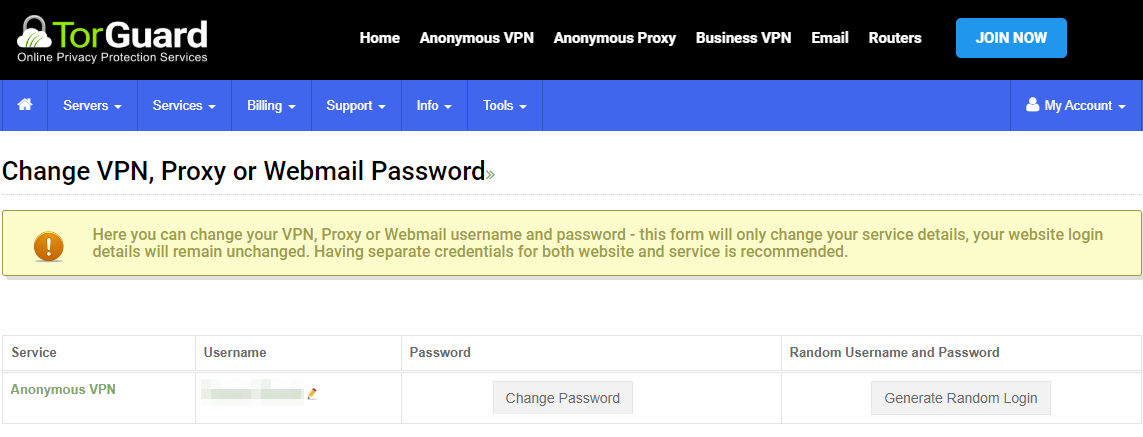 TorGuard
Online Privacy Protection Services
Home Anonymous VPN Anonymous Proxy Business VPN Email Routers JOIN NOW
Servers Services Billing Support Info Tools My Account
Change VPN, Proxy or Webmail Password»
Here you can change your VPN, Proxy or Webmail username and password - this form will only change your service details, your website login
details will remain unchanged. Having separate credentials for both website and service is recommended.
Service Username Password Random Username and Password
Anonymous VPN Change Password Generate Random Login